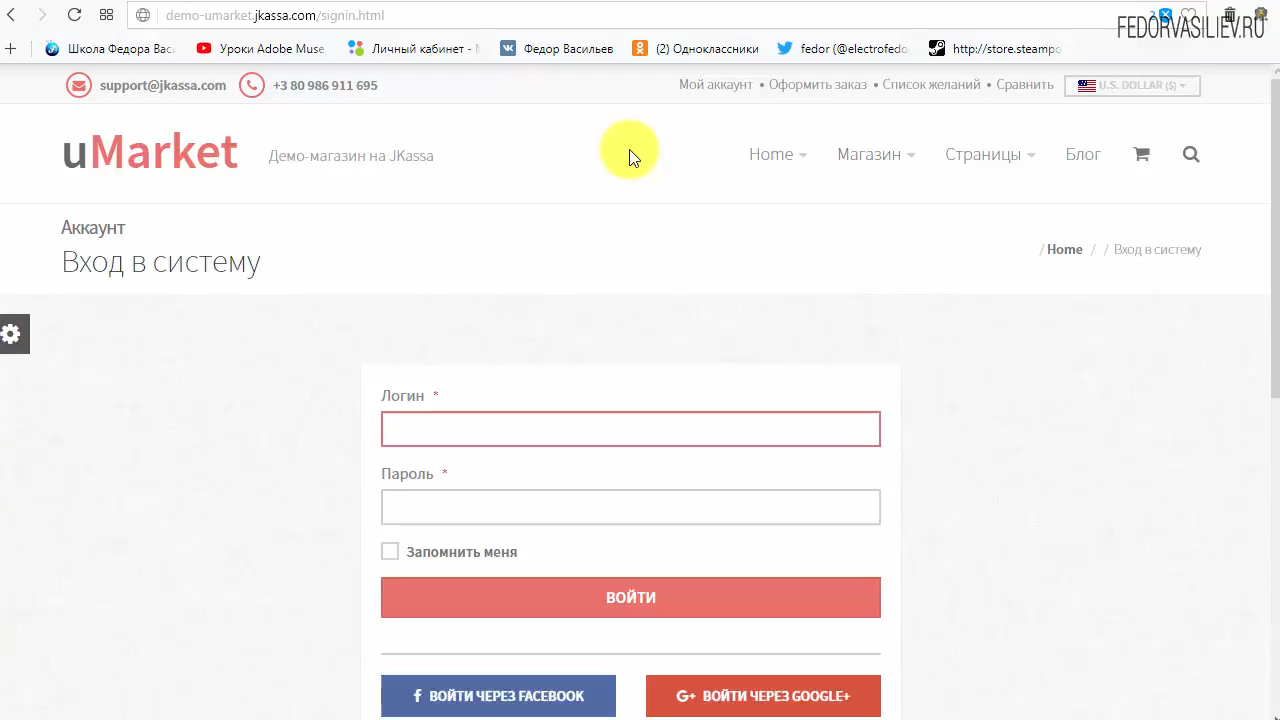 demo-umarket.jkassa.com/signin.html
2
FEDORVASILIEV.RU
Школа Федора Вас
Уроки Adobe Muse
Личный кабинет -
Федор Васильев
(2) Одноклассники
fedor (@electrofedo
http://store.steampo
support@jkassa.com
+3 80 986 911 695
Мой аккаунт • Оформить заказ • Список желаний • Сравнить
U.S. DOLLAR ($)
uMarket
Демо-магазин на JKassa
Home
Магазин
Страницы
Блог
Аккаунт
Вход в систему
/ Home / / Вход в систему
Логин *
Пароль *
Запомнить меня
ВОЙТИ
ВОЙТИ ЧЕРЕЗ FACEBOOK
ВОЙТИ ЧЕРЕЗ GOOGLE+